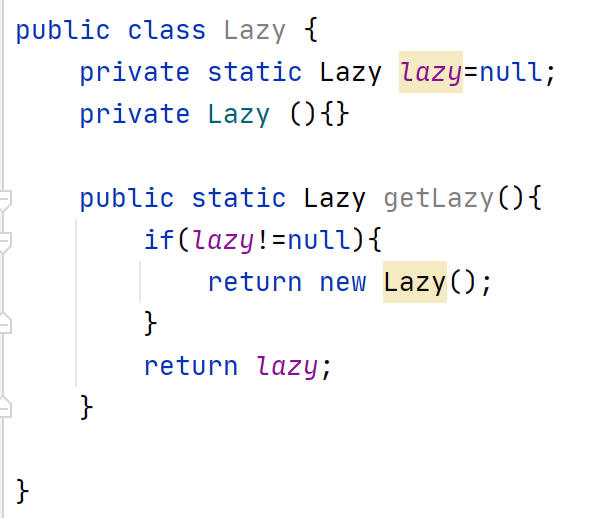 public class Lazy {
    private static Lazy lazy=null;
    private Lazy (){}
    public static Lazy getLazy(){
        if(lazy!=null){
            return new Lazy();
        }
        return lazy;
    }
}